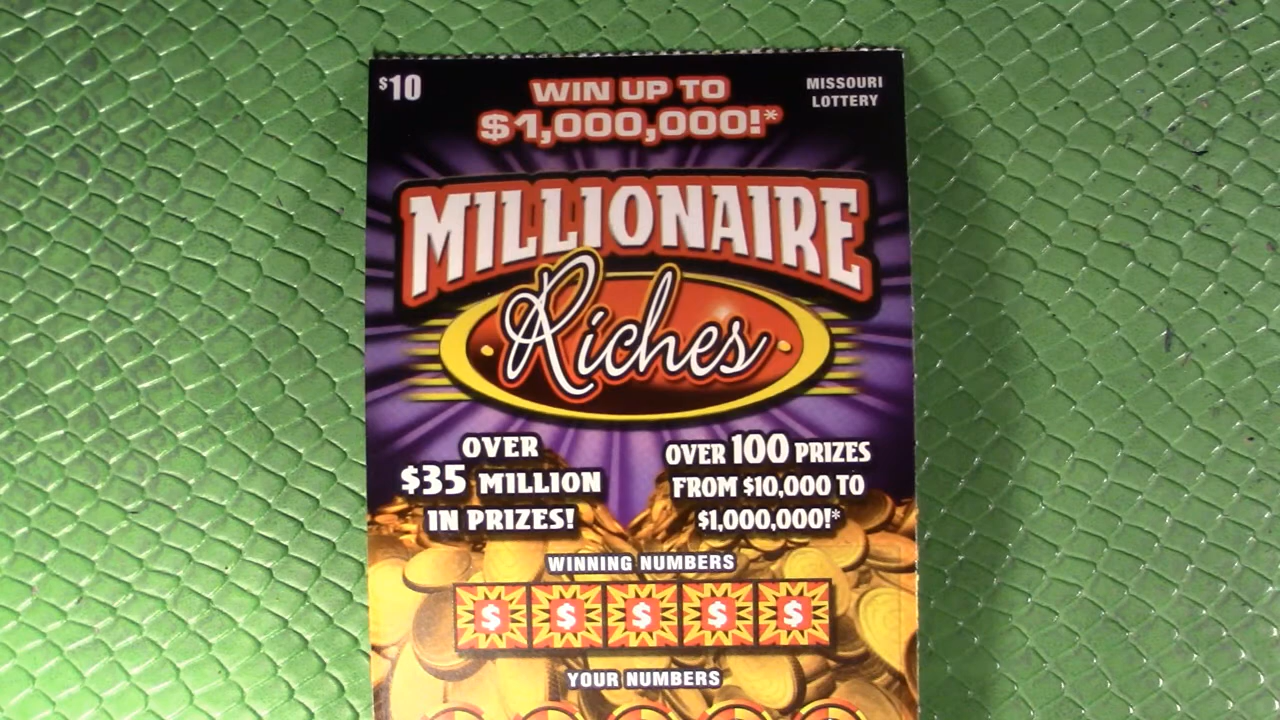 $10
WIN UP TO
$1,000,000!*
MISSOURI
LOTTERY
MILLIONAIRE
Riches
OVER
$35 MILLION
IN PRIZES!
OVER 100 PRIZES
FROM $10,000 TO
$1,000,000!*
WINNING NUMBERS
$ $ $ $ $
YOUR NUMBERS